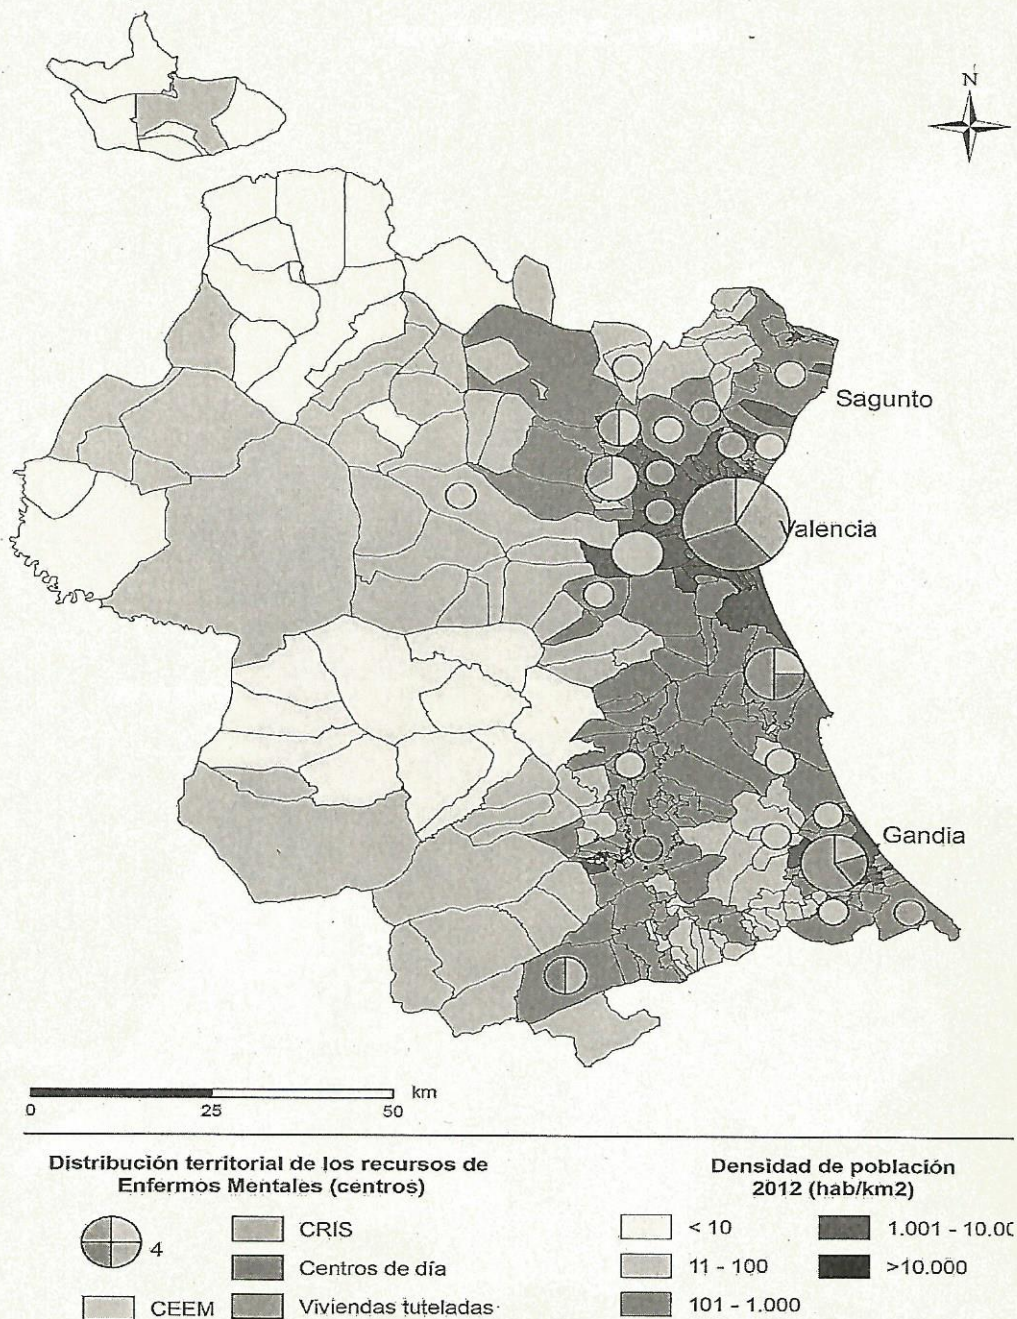 N
Sagunto
Valencia
Gandia
km
0 25 50
Distribución territorial de los recursos de
Enfermos Mentales (centros)
4
CRIS
Centros de día
CEEM
Viviendas tuteladas
Densidad de población
2012 (hab/km2)
< 10
11 - 100
101 - 1.000
1.001 - 10.00
>10.000